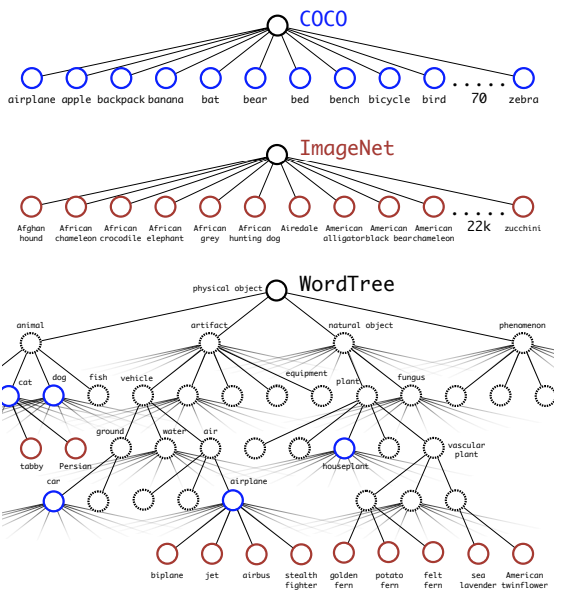 COCO
airplane apple backpack banana bat bear bed bench bicycle bird 70 zebra
ImageNet
Afghan hound
African chameleon
African crocodile
African elephant
African grey
African hunting dog
Airedale
American alligator
American black bear
American chameleon
22k
zucchini
WordTree
physical object
animal artifact natural object phenomenon
cat dog fish vehicle equipment plant fungus
ground water air houseplant vascular plant
tabby Persian
car airplane
biplane jet airbus stealth fighter golden fern potato fern felt fern sea lavender American twinflower